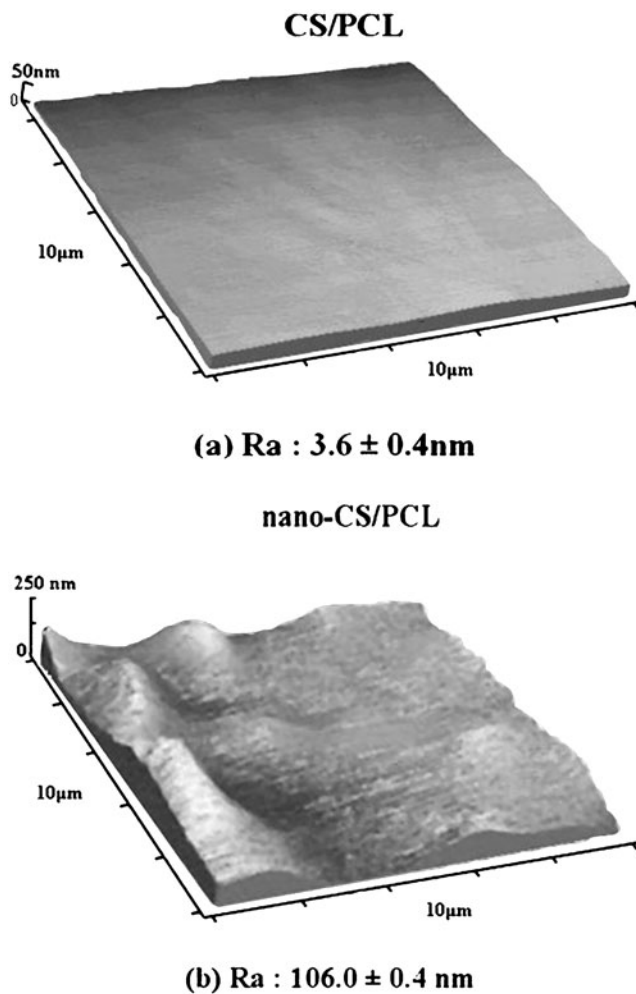 CS/PCL
50nm
0
10μm
10μm
(a) Ra : 3.6 ± 0.4nm
nano-CS/PCL
250 nm
0
10μm
10μm
(b) Ra : 106.0 ± 0.4 nm